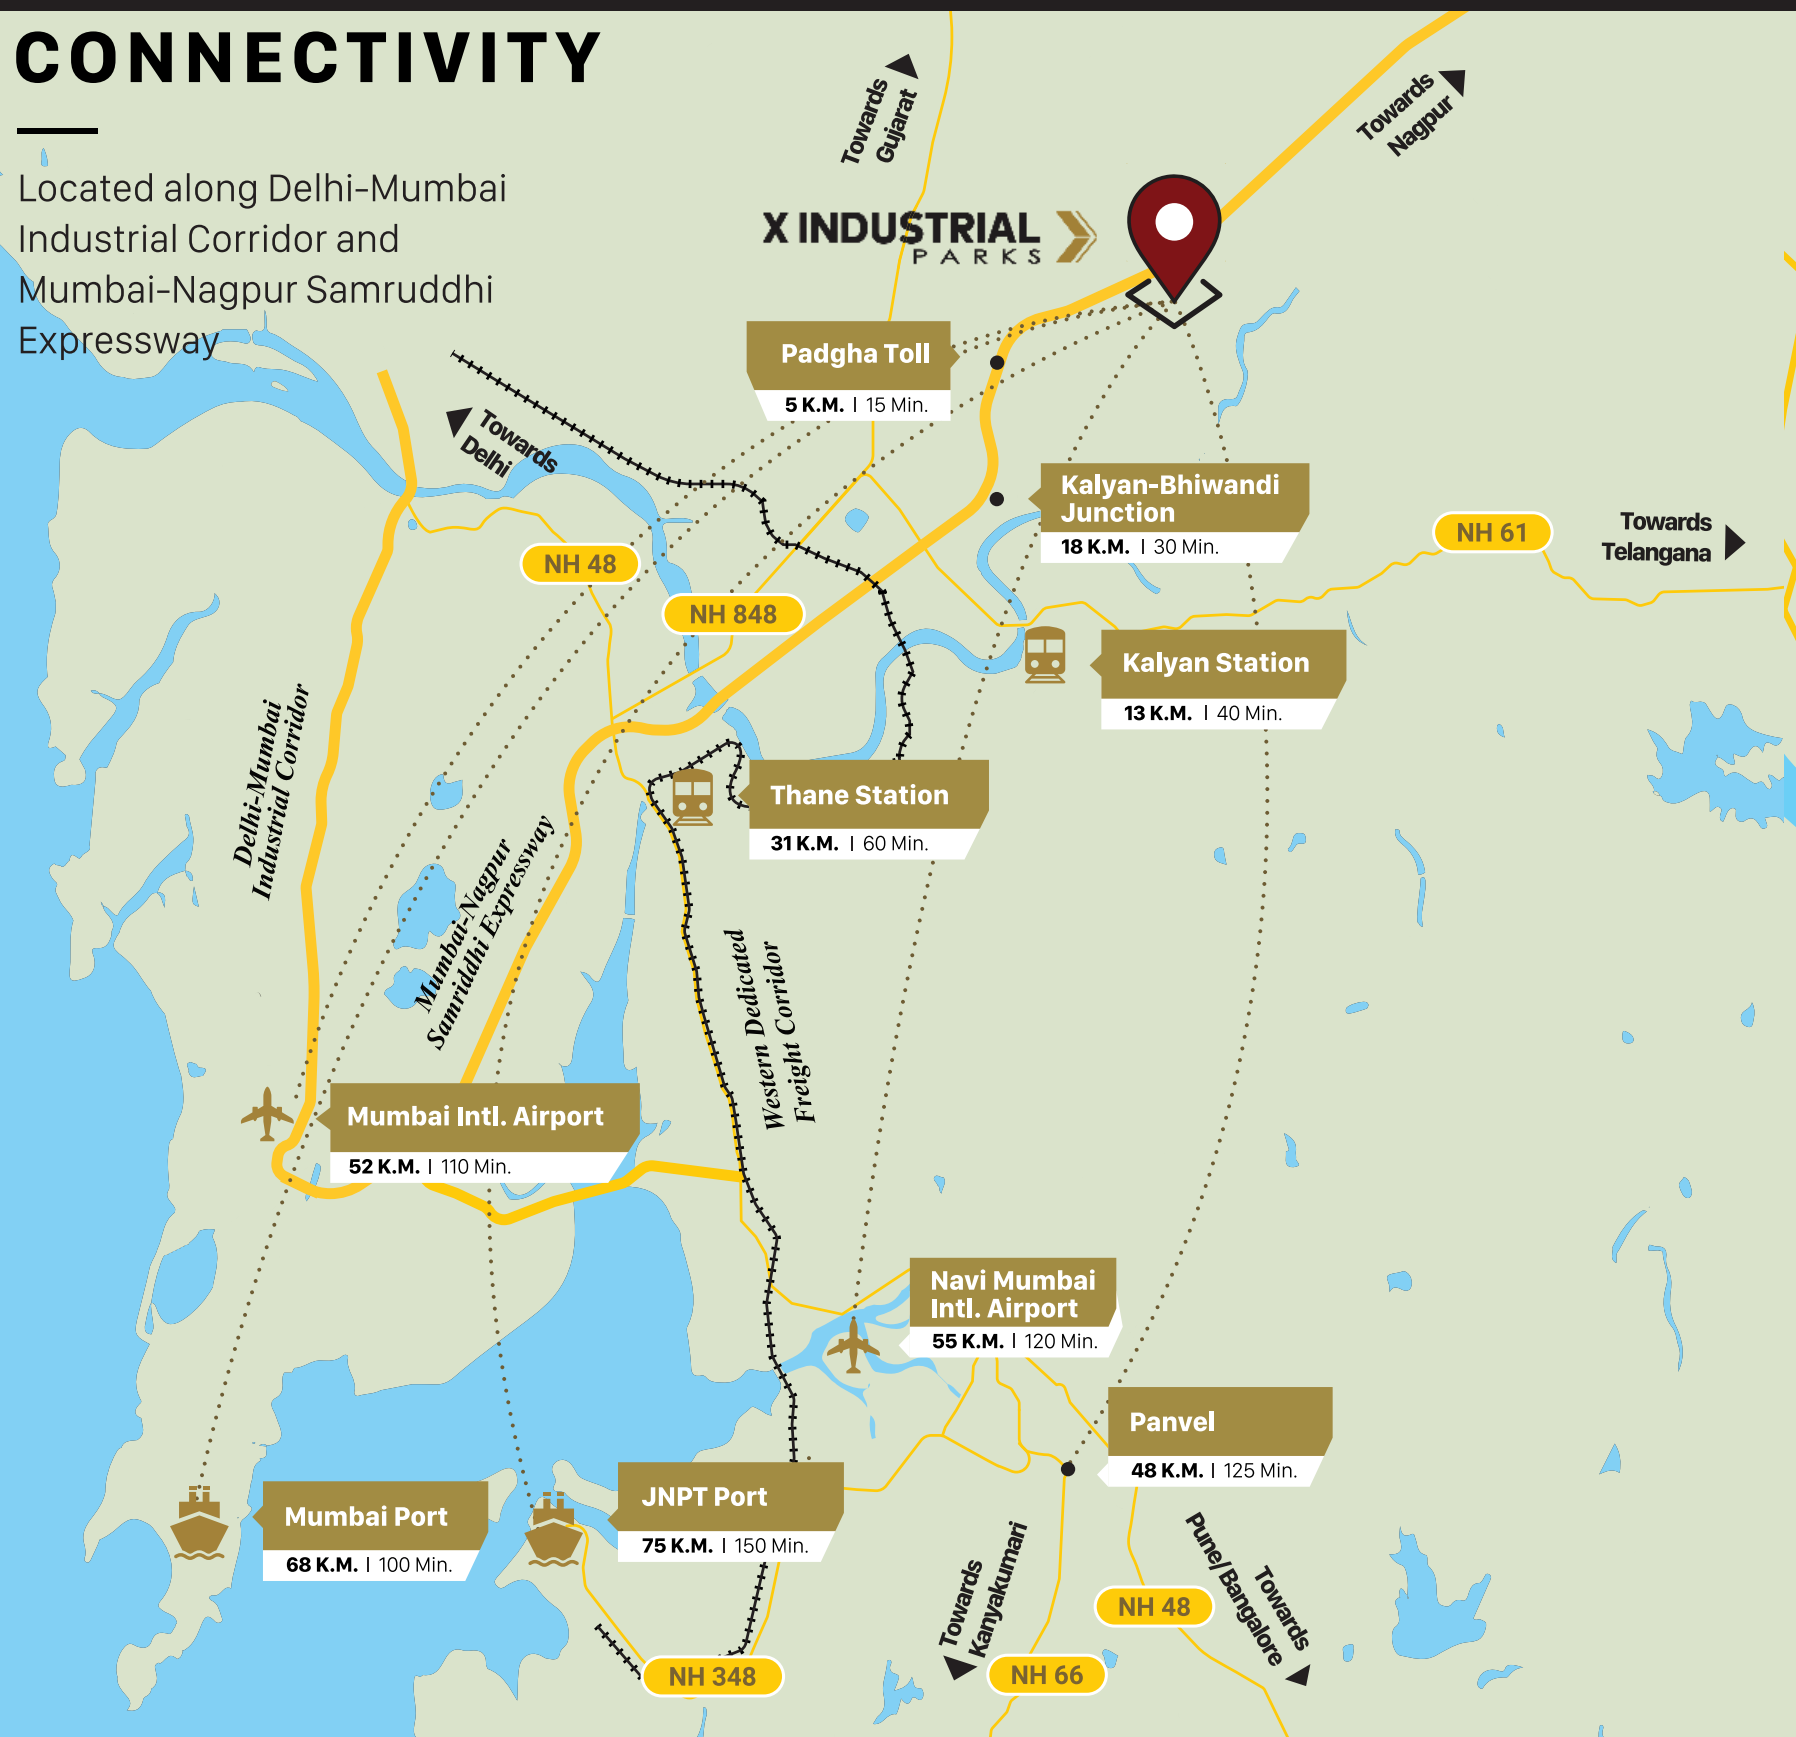 CONNECTIVITY
Located along Delhi-Mumbai
Industrial Corridor and
Mumbai-Nagpur Samruddhi
Expressway
Towards
Gujarat
Towards
Nagpur
X INDUSTRIAL
PARKS
Padgha Toll
5 K.M. | 15 Min.
Towards
Delhi
Kalyan-Bhiwandi
Junction
18 K.M. | 30 Min.
NH 61
Towards
Telangana
NH 48
NH 848
Kalyan Station
13 K.M. | 40 Min.
Delhi-Mumbai
Industrial Corridor
Thane Station
31 K.M. | 60 Min.
Mumbai-Nagpur
Samriddhi Expressway
Western Dedicated
Freight Corridor
Mumbai Intl. Airport
52 K.M. | 110 Min.
Navi Mumbai
Intl. Airport
55 K.M. | 120 Min.
Panvel
48 K.M. | 125 Min.
Mumbai Port
68 K.M. | 100 Min.
JNPT Port
75 K.M. | 150 Min.
Towards
Kanyakumari
Towards
Pune/Bangalore
NH 48
NH 348
NH 66